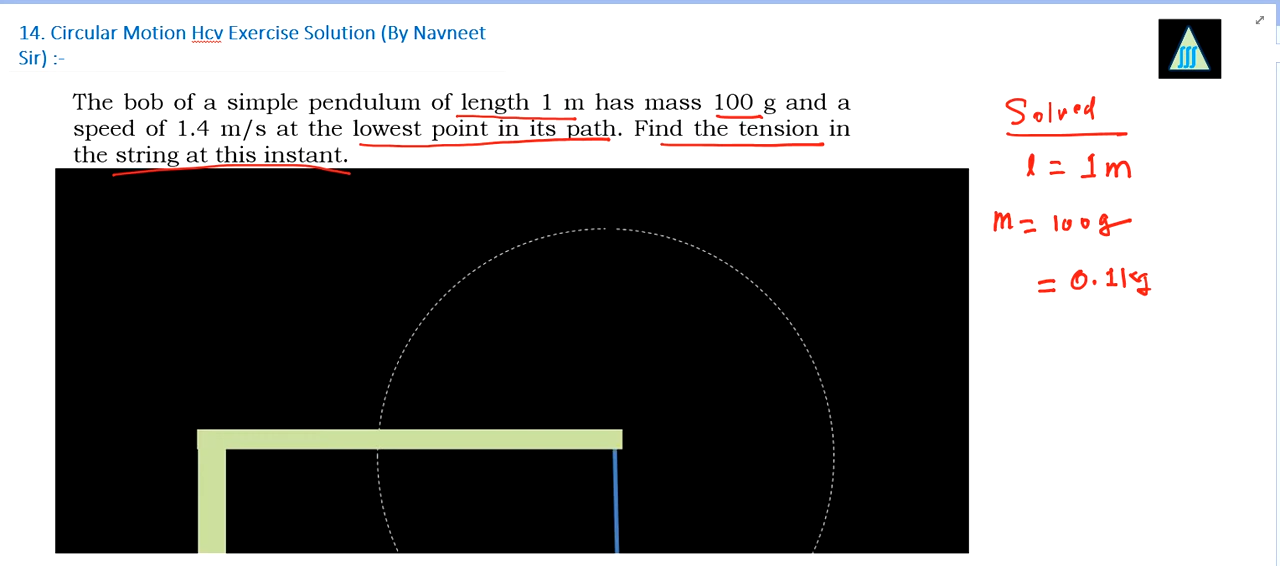 14. Circular Motion Hcv Exercise Solution (By Navneet
Sir) :-
The bob of a simple pendulum of length 1 m has mass 100 g and a
speed of 1.4 m/s at the lowest point in its path. Find the tension in
the string at this instant.
Solved
l = 1m
m = 100g
= 0.1kg